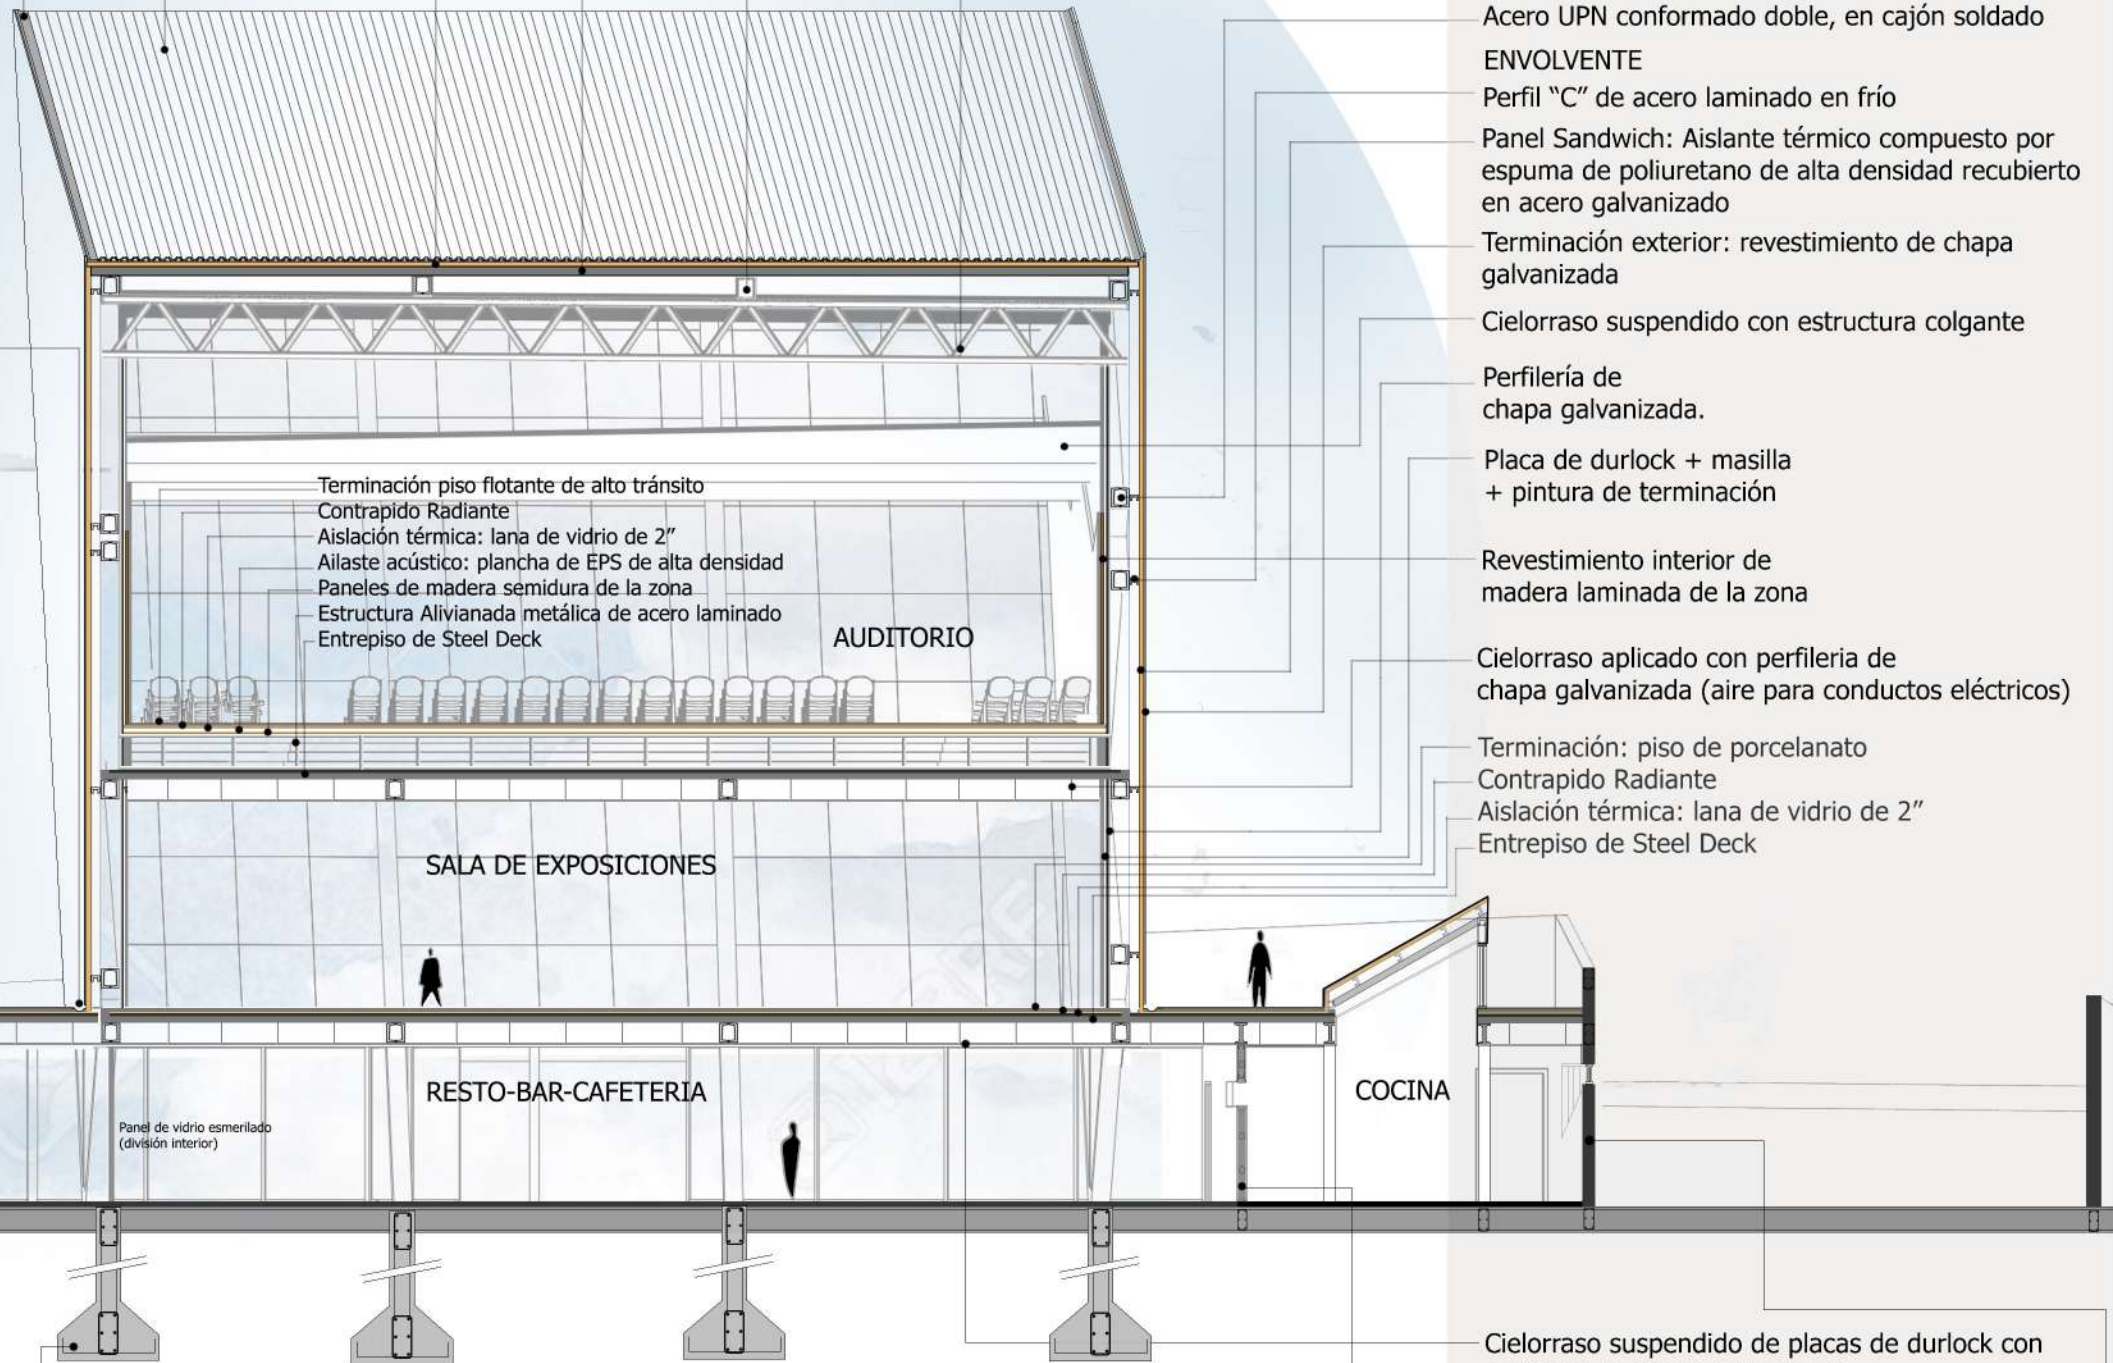 Acero UPN conformado doble, en cajón soldado
ENVOLVENTE
Perfil “C” de acero laminado en frío
Panel Sandwich: Aislante térmico compuesto por
espuma de poliuretano de alta densidad recubierto
en acero galvanizado
Terminación exterior: revestimiento de chapa
galvanizada
Cielorraso suspendido con estructura colgante
Perfilería de
chapa galvanizada.
Placa de durlock + masilla
+ pintura de terminación
Revestimiento interior de
madera laminada de la zona
Cielorraso aplicado con perfileria de
chapa galvanizada (aire para conductos eléctricos)
Terminación: piso de porcelanato
Contrapido Radiante
Aislación térmica: lana de vidrio de 2”
Entrepiso de Steel Deck
Terminación piso flotante de alto tránsito
Contrapido Radiante
Aislación térmica: lana de vidrio de 2”
Ailaste acústico: plancha de EPS de alta densidad
Paneles de madera semidura de la zona
Estructura Alivianada metálica de acero laminado
Entrepiso de Steel Deck
AUDITORIO
SALA DE EXPOSICIONES
RESTO-BAR-CAFETERIA
COCINA
Panel de vidrio esmerilado
(división interior)
Cielorraso suspendido de placas de durlock con